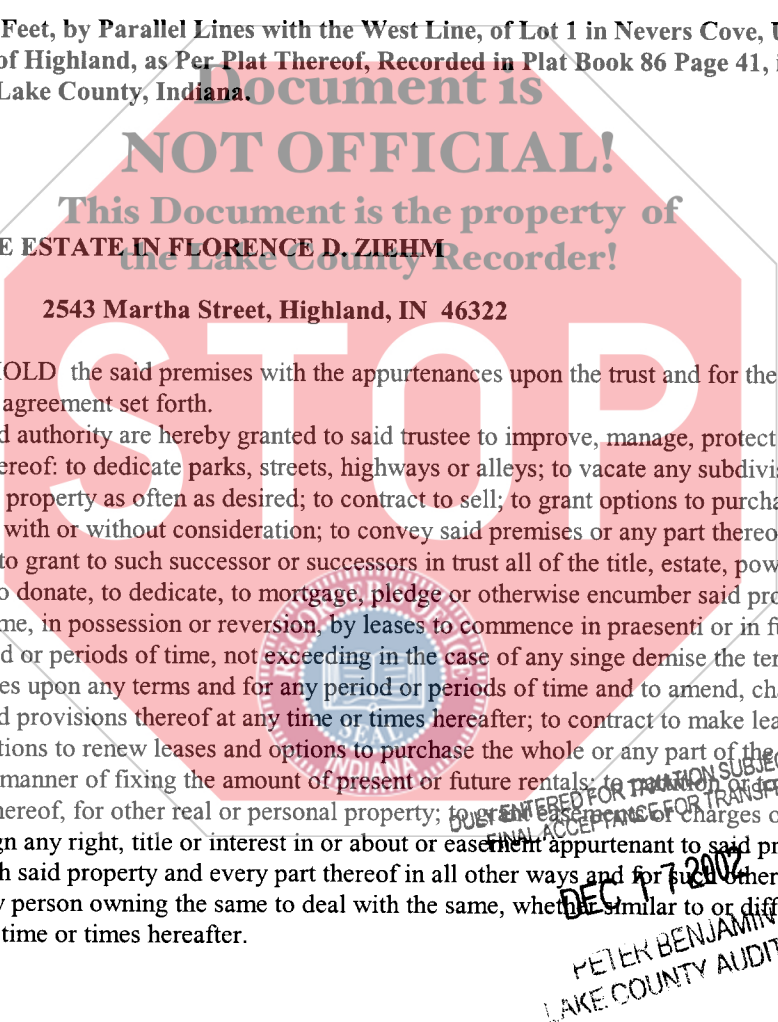 Feet, by Parallel Lines with the West Line, of Lot 1 in Nevers Cove,
of Highland, as Per Plat Thereof, Recorded in Plat Book 86 Page 41,
Lake County, Indiana.
Document is
NOT OFFICIAL!
This Document is the property of
the Lake County Recorder!
E ESTATE IN FLORENCE D. ZIEHM
2543 Martha Street, Highland, IN 46322
STOP
HOLD the said premises with the appurtenances upon the trust and for the
agreement set forth.
d authority are hereby granted to said trustee to improve, manage, protect
ereof: to dedicate parks, streets, highways or alleys; to vacate any subdivis
property as often as desired; to contract to sell; to grant options to purcha
with or without consideration; to convey said premises or any part thereo
to grant to such successor or successors in trust all of the title, estate, pow
o donate, to dedicate, to mortgage, pledge or otherwise encumber said pro
me, in possession or reversion, by leases to commence in praesenti or in f
d or periods of time, not exceeding in the case of any singe demise the ter
es upon any terms and for any period or periods of time and to amend, cha
d provisions thereof at any time or times hereafter; to contract to make lea
tions to renew leases and options to purchase the whole or any part of the
manner of fixing the amount of present or future rentals; to partition or to
hereof, for other real or personal property; to grant easements or charges o
gn any right, title or interest in or about or easement appurtenant to said pr
h said property and every part thereof in all other ways and for such other
y person owning the same to deal with the same, whether similar to or diff
time or times hereafter.
SEAL
INDIANA
DULY ENTERED FOR TAXATION SUBJEC
FINAL ACCEPTANCE FOR TRANSF
DEC 17 2002
PETER BENJAMIN
LAKE COUNTY AUDIT